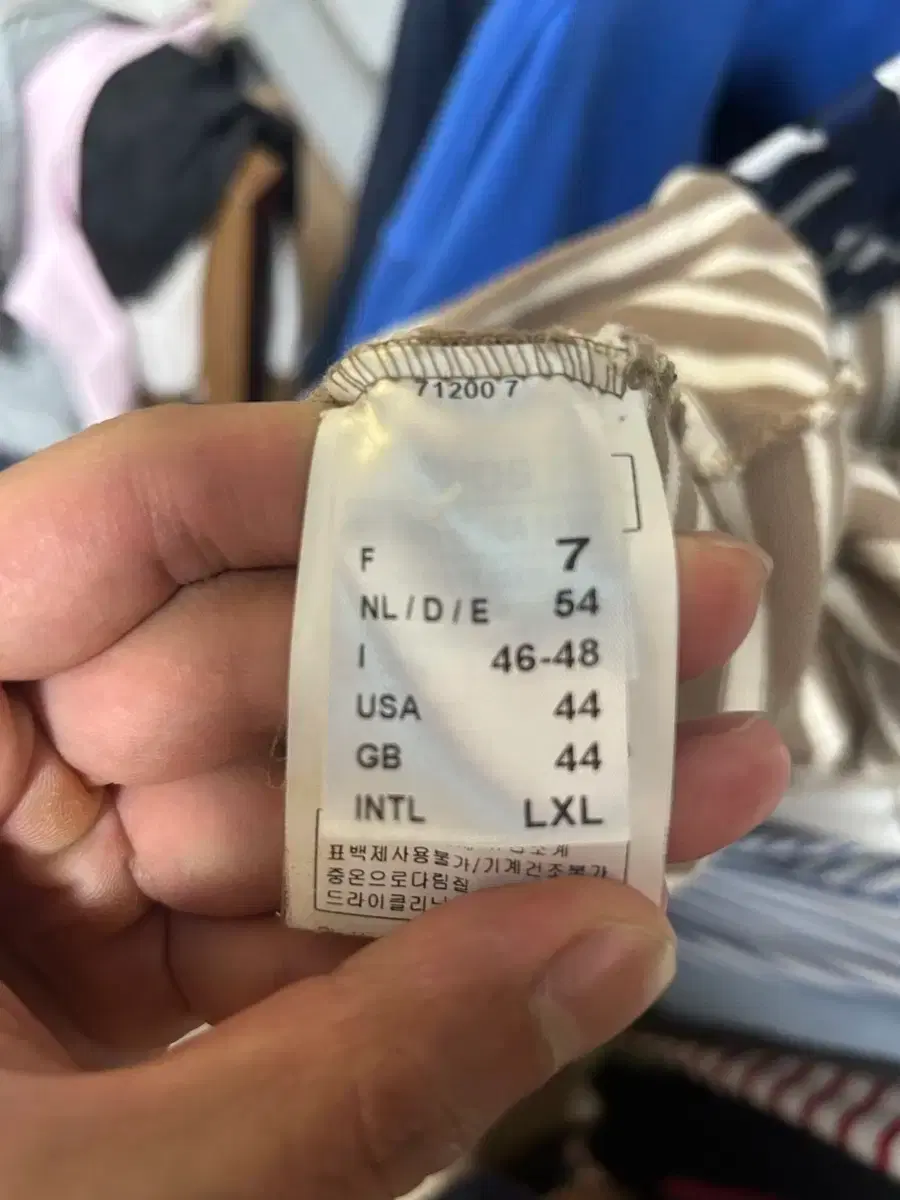 71200 7
F 7
NL / D / E 54
I 46-48
USA 44
GB 44
INTL LXL
표백제사용불가/기계건조불가
중온으로다림질
드라이클리닝